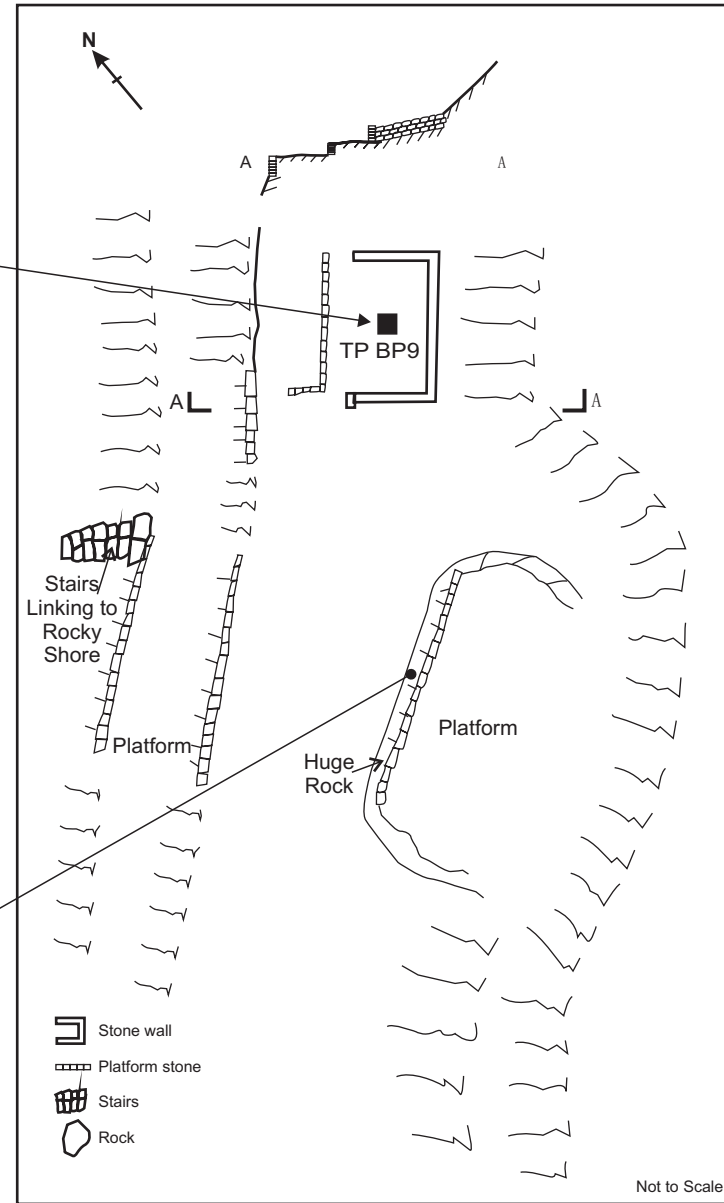 N
A
A
TP BP9
A
A
Stairs
Linking to
Rocky
Shore
Platform
Platform
Huge
Rock
Stone wall
Platform stone
Stairs
Rock
Not to Scale